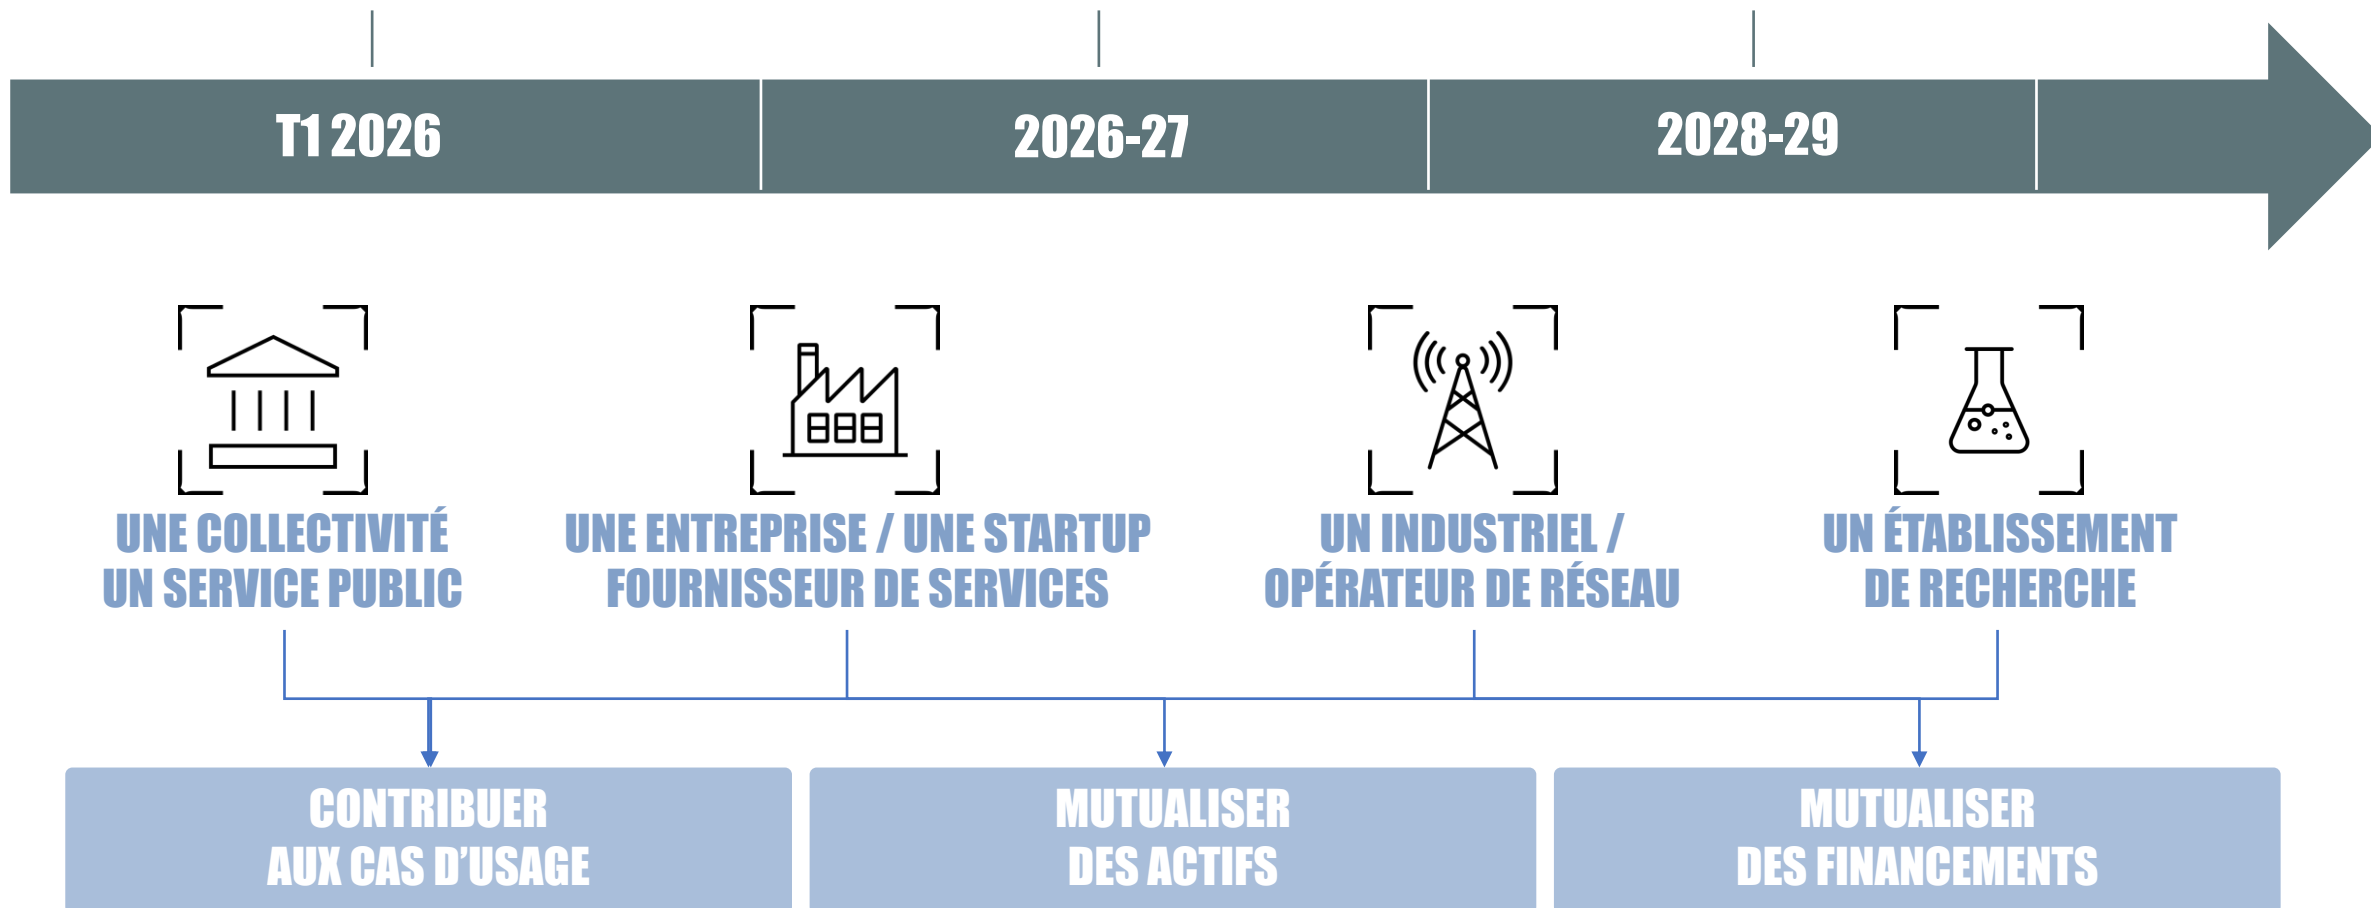 T1 2026
2026-27
2028-29
UNE COLLECTIVITÉ
UN SERVICE PUBLIC
UNE ENTREPRISE / UNE STARTUP
FOURNISSEUR DE SERVICES
UN INDUSTRIEL /
OPÉRATEUR DE RÉSEAU
UN ÉTABLISSEMENT
DE RECHERCHE
CONTRIBUER
AUX CAS D’USAGE
MUTUALISER
DES ACTIFS
MUTUALISER
DES FINANCEMENTS